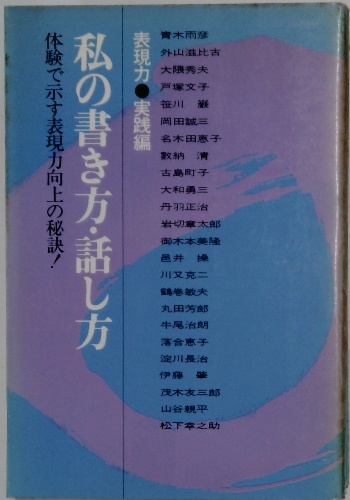 表現力●実践編
私の書き方・話し方
体験で示す表現力向上の秘訣!
青木雨彦
外山滋比古
大隈秀夫
戸塚文子
笹川 巖
岡田誠三
名木田恵子
數納 清
古島町子
大和勇三
丹羽正治
岩切章太郎
御木本美隆
邑井 操
川又克二
鶴巻敏夫
丸田芳郎
牛尾治朗
落合恵子
淀川長治
伊藤 肇
茂木友三郎
山谷親平
松下幸之助